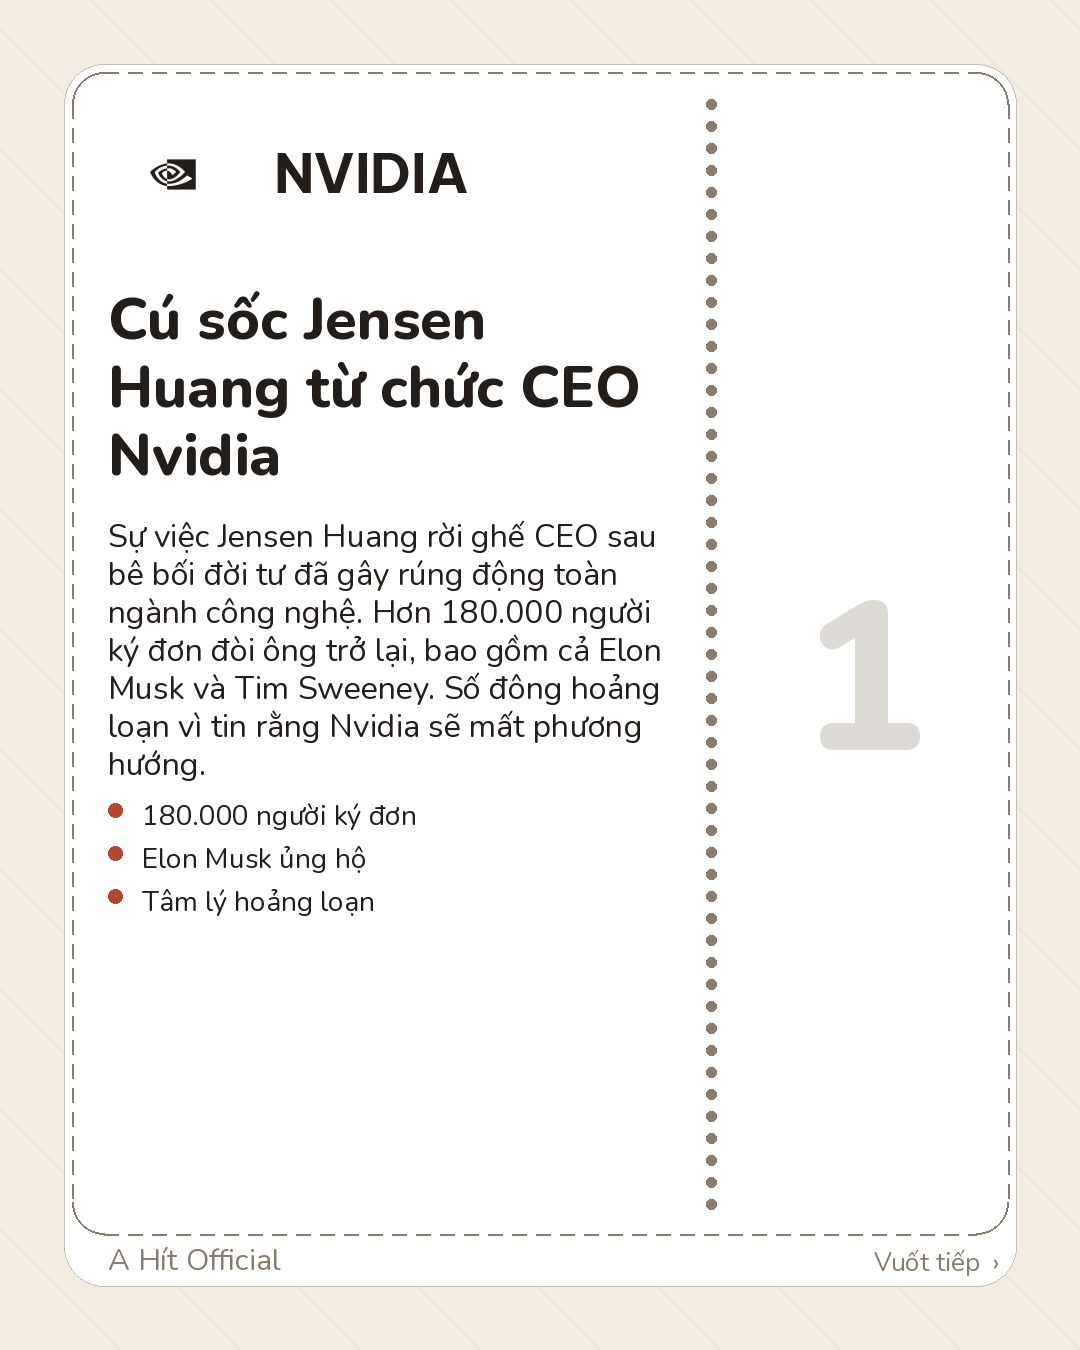 NVIDIA
Cú sốc Jensen
Huang từ chức CEO
Nvidia
Sự việc Jensen Huang rời ghế CEO sau
bê bối đời tư đã gây rúng động toàn
ngành công nghệ. Hơn 180.000 người
ký đơn đòi ông trở lại, bao gồm cả Elon
Musk và Tim Sweeney. Số đông hoảng
loạn vì tin rằng Nvidia sẽ mất phương
hướng.
180.000 người ký đơn
Elon Musk ủng hộ
Tâm lý hoảng loạn
1
A Hít Official
Vuốt tiếp ›